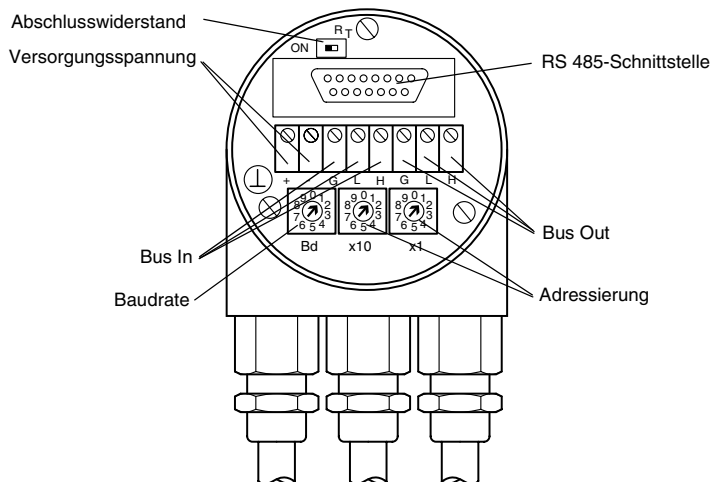 Abschlusswiderstand
R T
ON
Versorgungsspannung
RS 485-Schnittstelle
+ G L H G L H
0 1 2 3 4 5 6 7 8 9
0 1 2 3 4 5 6 7 8 9
0 1 2 3 4 5 6 7 8 9
Bd x10 x1
Bus In
Bus Out
Baudrate
Adressierung